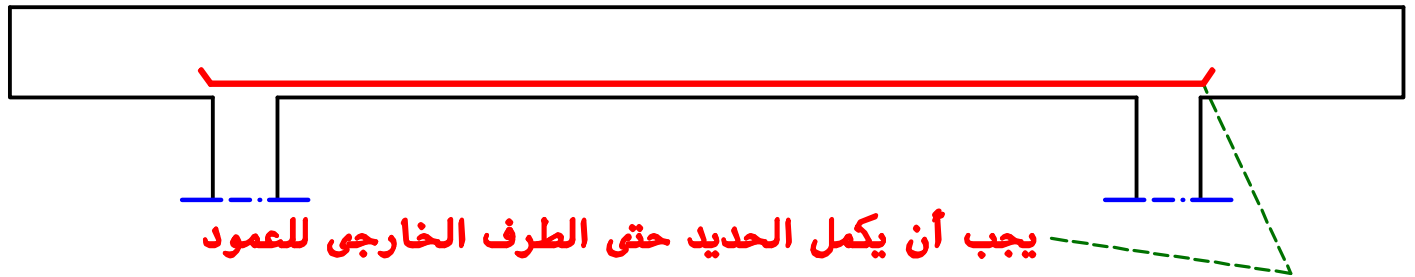 يجب أن يكمل الحديد حتى الطرف الخارجى للعمود